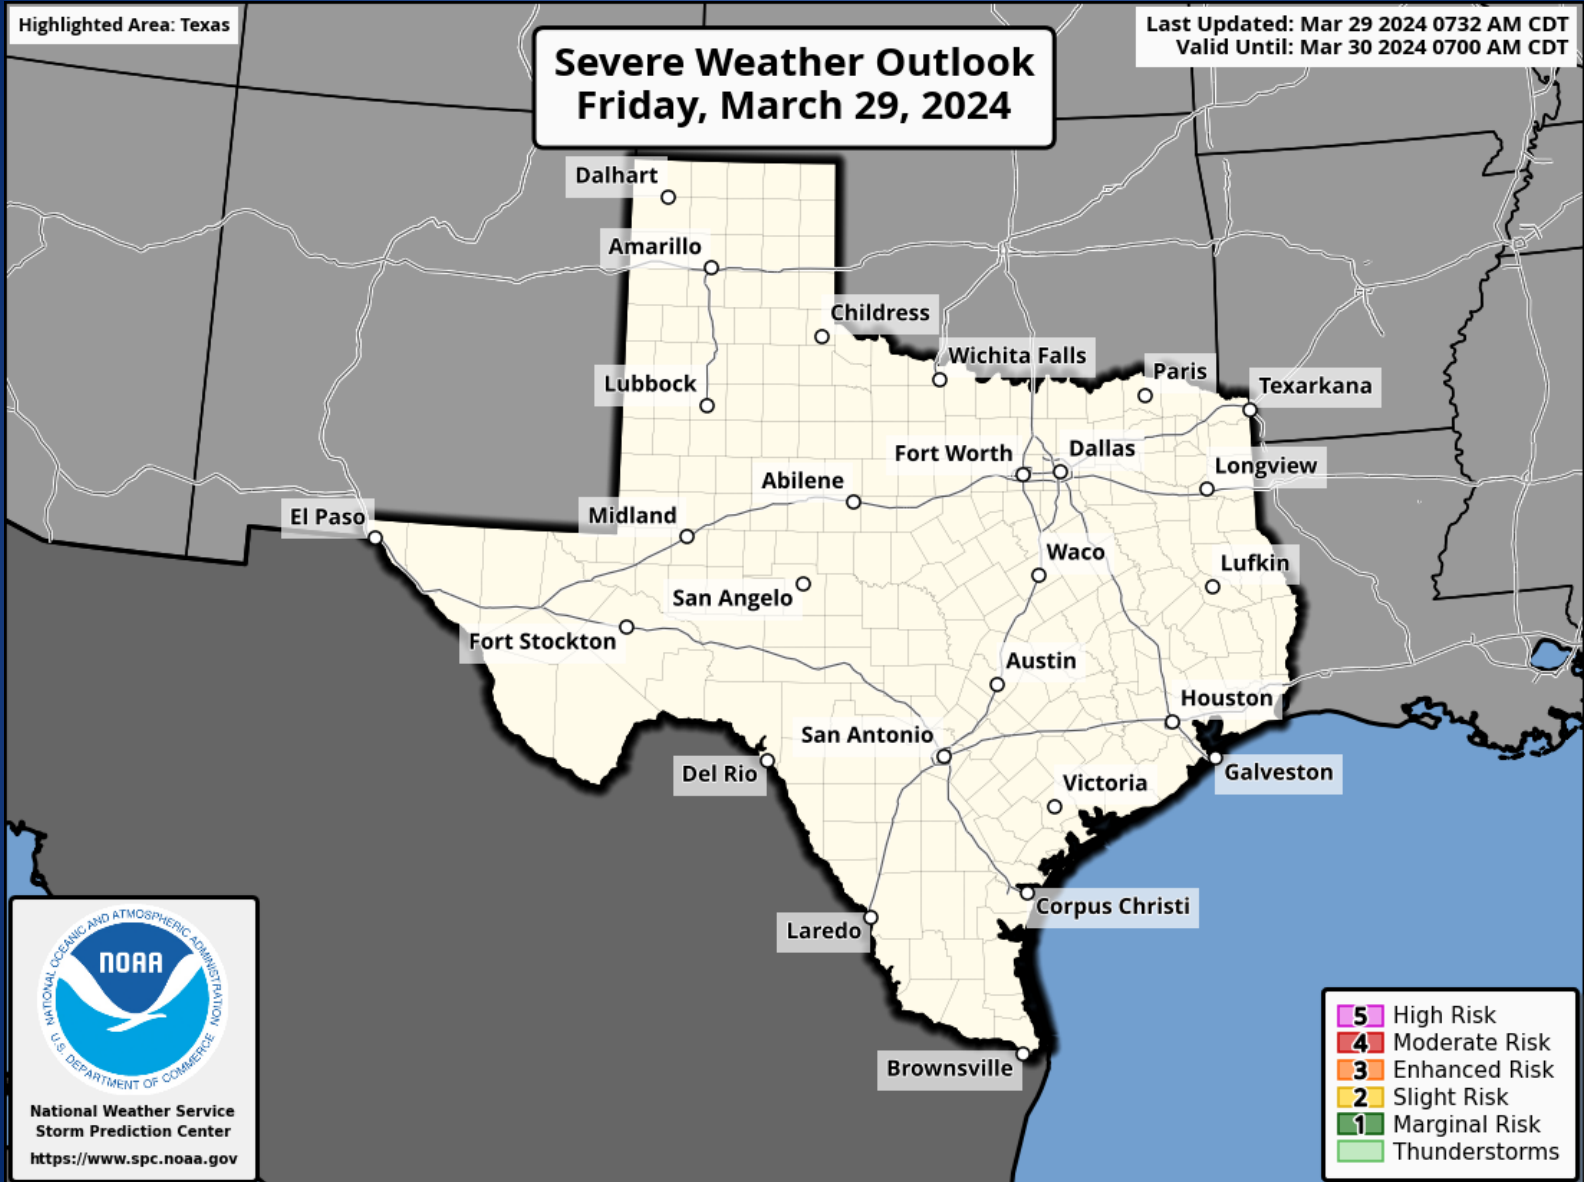 Highlighted Area: Texas
Severe Weather Outlook
Friday, March 29, 2024
Last Updated: Mar 29 2024 0732 AM CDT
Valid Until: Mar 30 2024 0700 AM CDT
Dalhart
Amarillo
Childress
Wichita Falls
Paris
Texarkana
Lubbock
Fort Worth
Dallas
Longview
Abilene
El Paso
Midland
Waco
Lufkin
San Angelo
Fort Stockton
Austin
Houston
San Antonio
Del Rio
Galveston
Victoria
Corpus Christi
Laredo
Brownsville
NATIONAL OCEANIC AND ATMOSPHERIC ADMINISTRATION
NOAA
U.S. DEPARTMENT OF COMMERCE
National Weather Service
Storm Prediction Center
https://www.spc.noaa.gov
5 High Risk
4 Moderate Risk
3 Enhanced Risk
2 Slight Risk
1 Marginal Risk
Thunderstorms